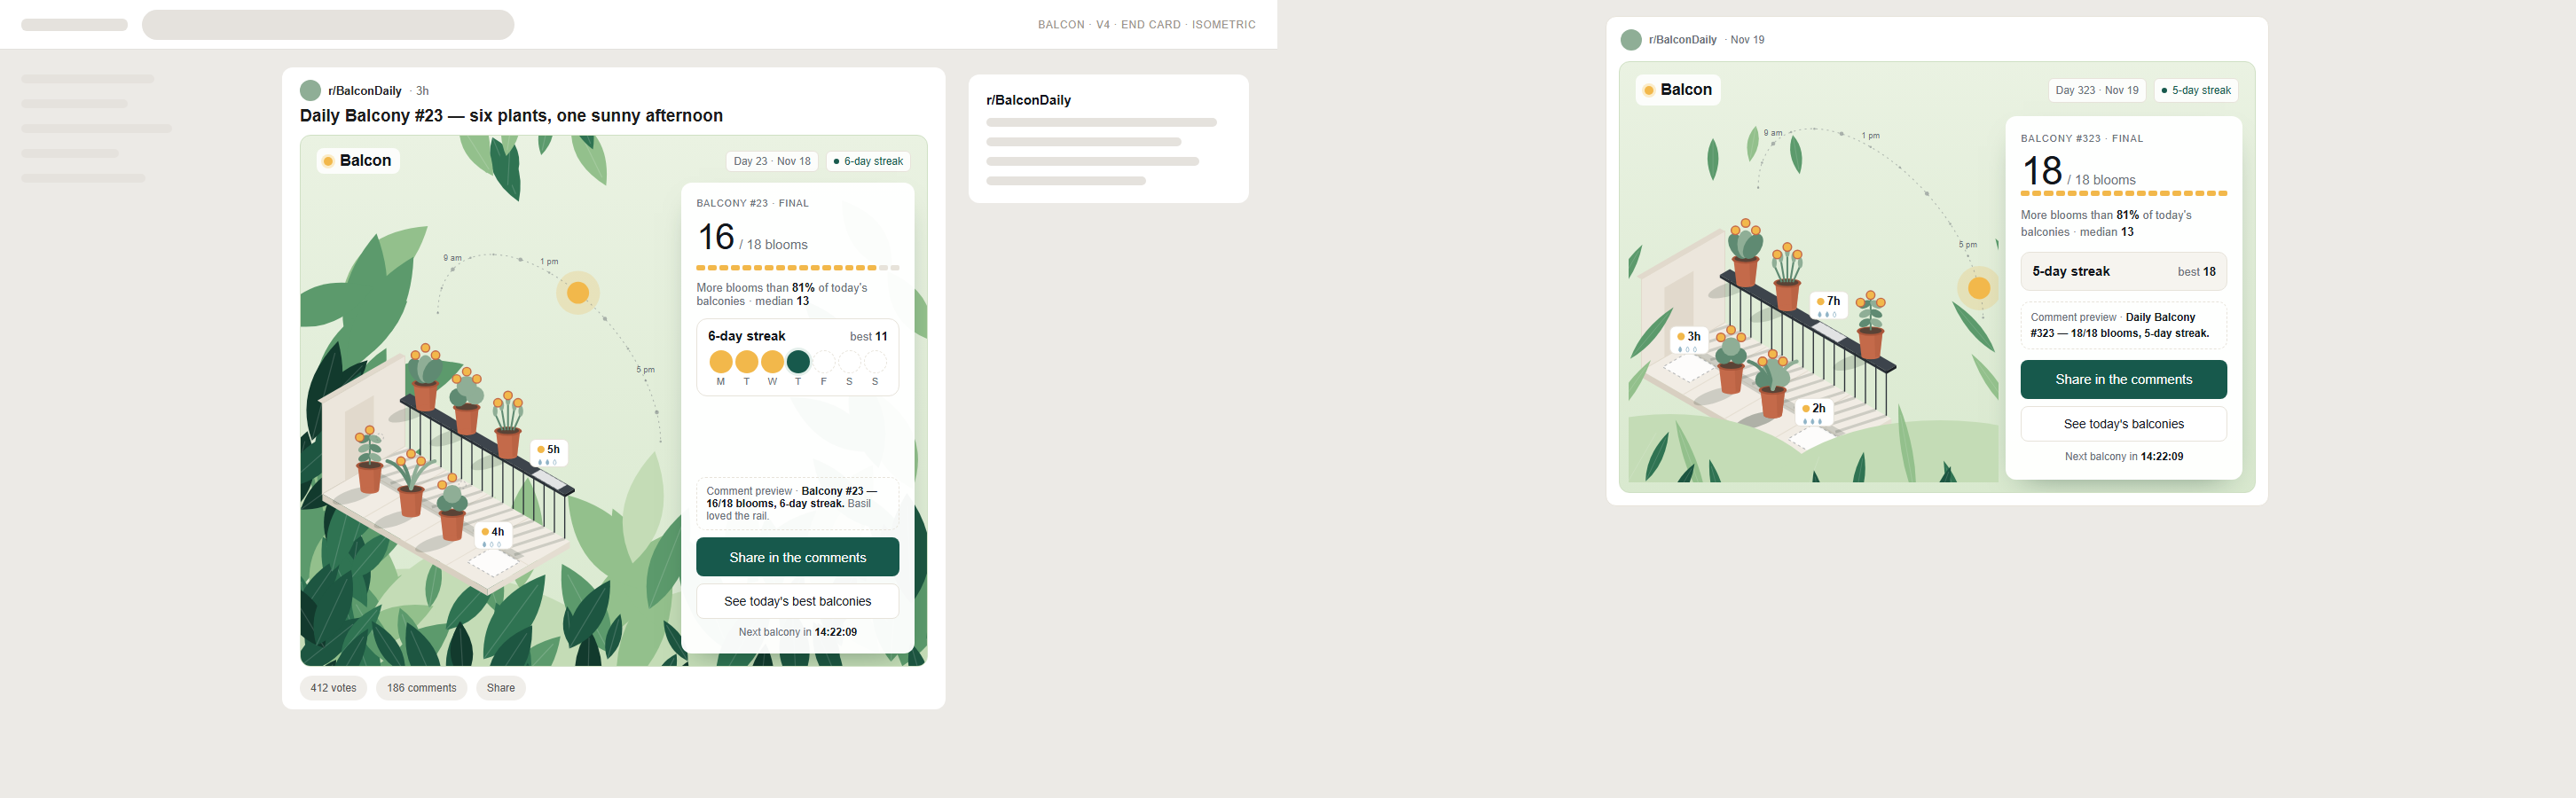 BALCON · V4 · END CARD · ISOMETRIC
r/BalconDaily · 3h
Daily Balcony #23 — six plants, one sunny afternoon
Balcon
Day 23 · Nov 18
6-day streak
9 am
1 pm
5 pm
5h
4h
BALCONY #23 · FINAL
16 / 18 blooms
More blooms than 81% of today's
balconies · median 13
6-day streak
best 11
M T W T F S S
Comment preview · Balcony #23 —
16/18 blooms, 6-day streak. Basil
loved the rail.
Share in the comments
See today's best balconies
Next balcony in 14:22:09
412 votes
186 comments
Share
r/BalconDaily
r/BalconDaily · Nov 19
Balcon
Day 323 · Nov 19
5-day streak
9 am
1 pm
5 pm
7h
3h
2h
BALCONY #323 · FINAL
18 / 18 blooms
More blooms than 81% of today's
balconies · median 13
5-day streak
best 18
Comment preview · Daily Balcony
#323 — 18/18 blooms, 5-day streak.
Share in the comments
See today's balconies
Next balcony in 14:22:09